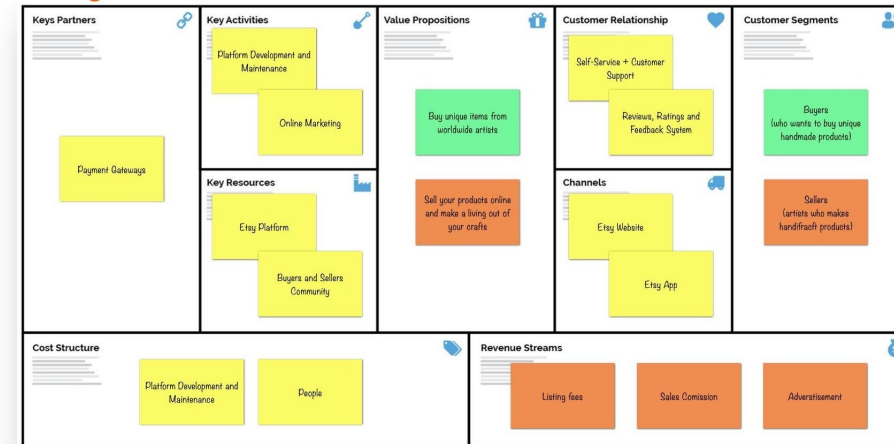 Keys Partners
Payment Gateways
Key Activities
Platform Development and
Maintenance
Online Marketing
Key Resources
Etsy Platform
Buyers and Sellers
Community
Value Propositions
Buy unique items from
worldwide artists
Sell your products online
and make a living out of
your crafts
Customer Relationship
Self-Service + Customer
Support
Reviews, Ratings and
Feedback System
Channels
Etsy Website
Etsy App
Customer Segments
Buyers
(who wants to buy unique
handmade products)
Sellers
(artists who makes
handifracft products)
Cost Structure
Platform Development and
Maintenance
People
Revenue Streams
Listing fees
Sales Comission
Adverstisement